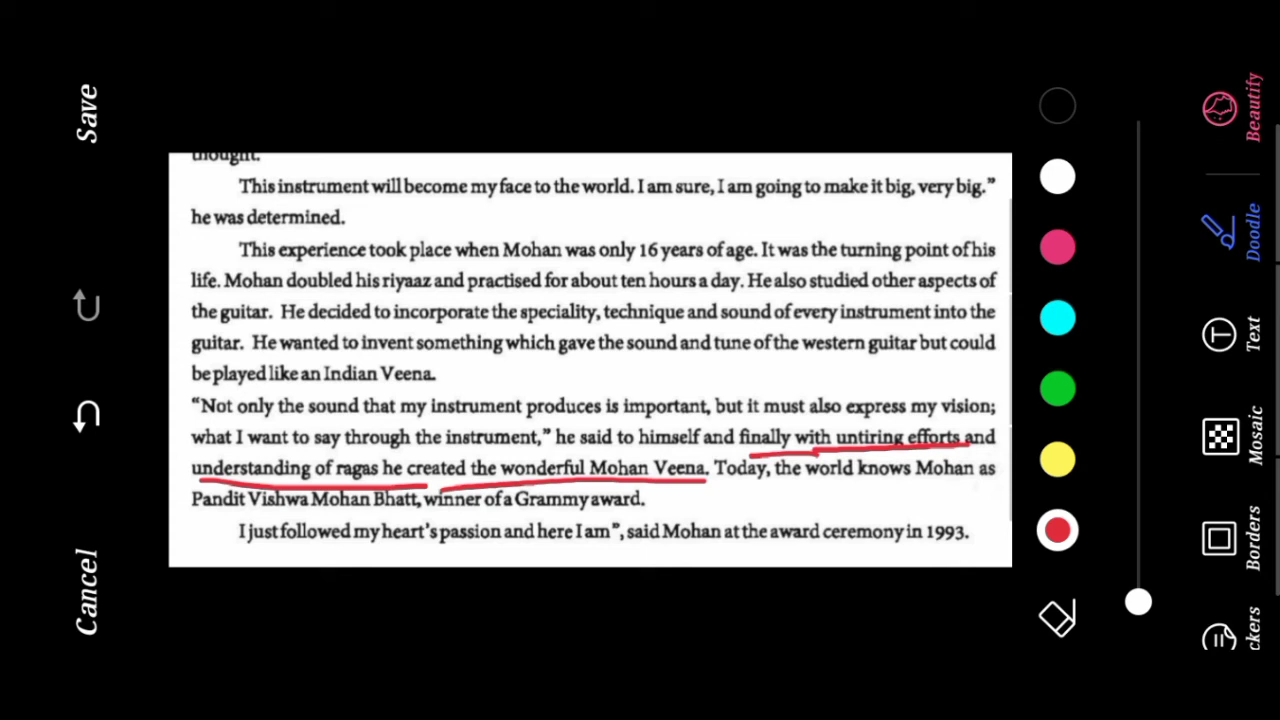 thought.
This instrument will become my face to the world. I am sure, I am going to make it big, very big."
he was determined.
This experience took place when Mohan was only 16 years of age. It was the turning point of his
life. Mohan doubled his riyaaz and practised for about ten hours a day. He also studied other aspects of
the guitar. He decided to incorporate the speciality, technique and sound of every instrument into the
guitar. He wanted to invent something which gave the sound and tune of the western guitar but could
be played like an Indian Veena.
“Not only the sound that my instrument produces is important, but it must also express my vision;
what I want to say through the instrument,” he said to himself and finally with untiring efforts and
understanding of ragas he created the wonderful Mohan Veena. Today, the world knows Mohan as
Pandit Vishwa Mohan Bhatt, winner of a Grammy award.
I just followed my heart’s passion and here I am”, said Mohan at the award ceremony in 1993.
Save
Cancel
Beautify
Doodle
Text
Mosaic
Borders
ckers